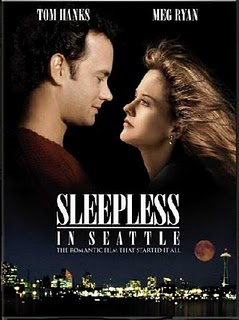 TOM HANKS MEG RYAN
SLEEPLESS
IN SEATTLE
THE ROMANTIC FILM THAT STARTED IT ALL